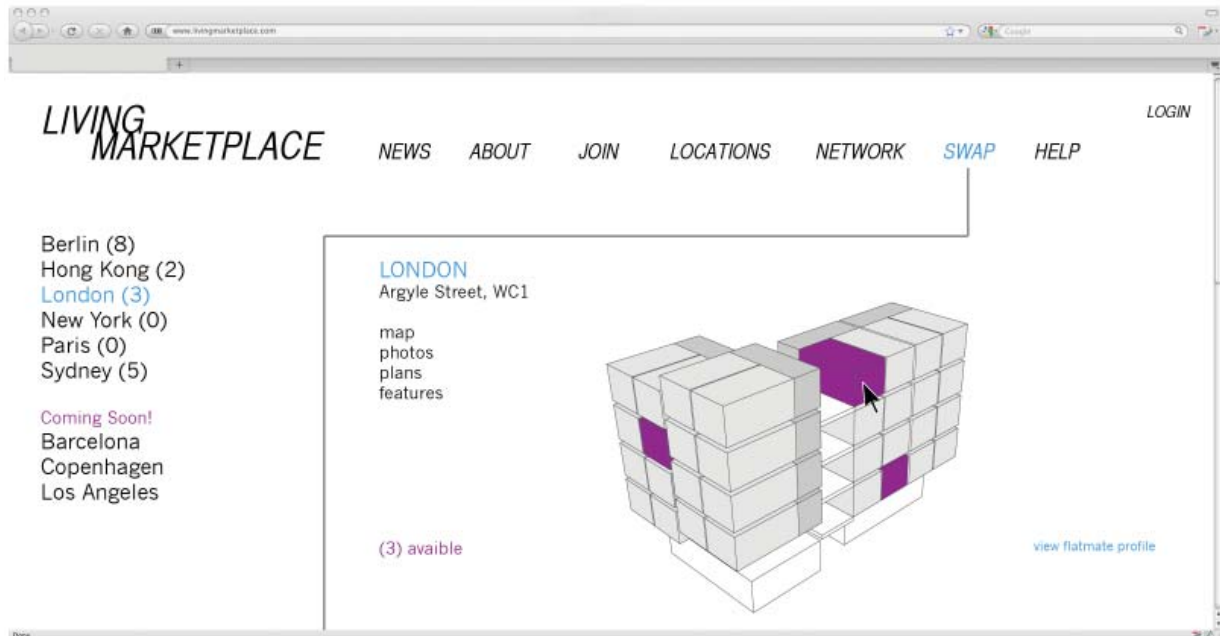 www.livingmarketplace.com
Google
LIVING
MARKETPLACE
LOGIN
NEWS ABOUT JOIN LOCATIONS NETWORK SWAP HELP
Berlin (8)
Hong Kong (2)
London (3)
New York (0)
Paris (0)
Sydney (5)
Coming Soon!
Barcelona
Copenhagen
Los Angeles
LONDON
Argyle Street, WC1
map
photos
plans
features
(3) avaible
view flatmate profile
Done